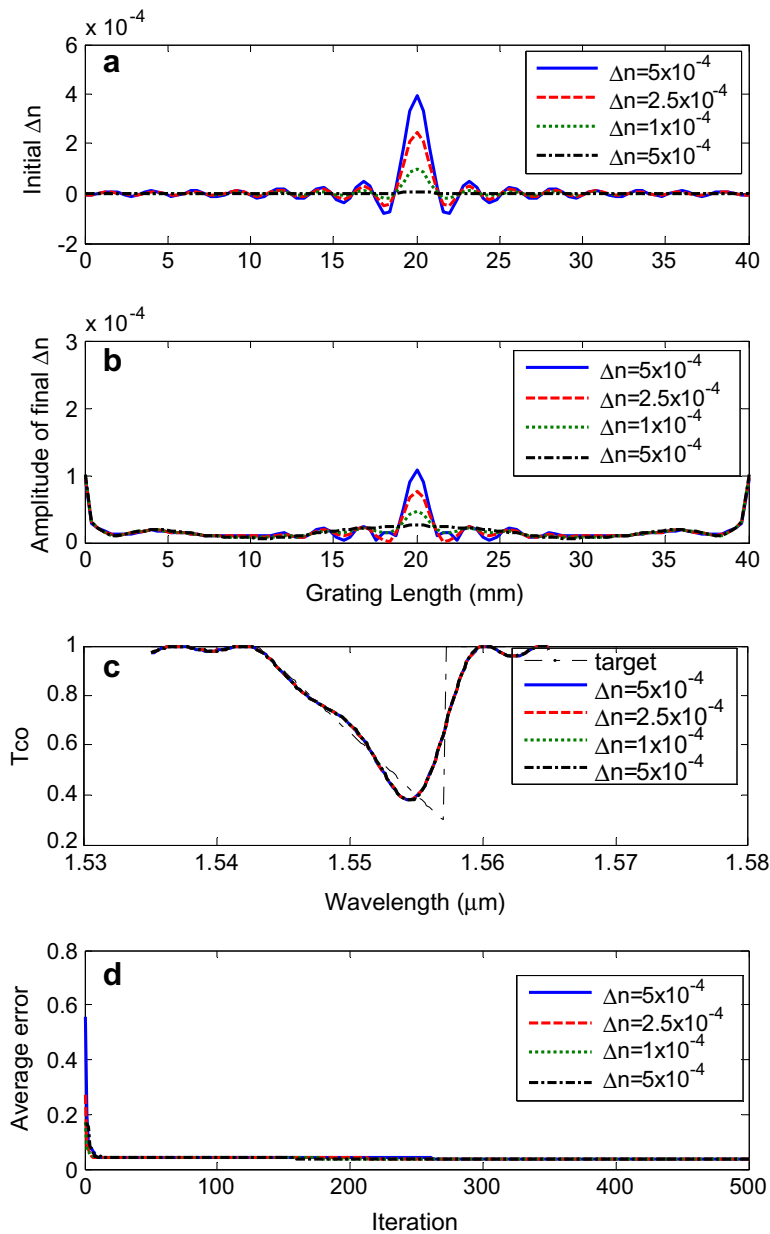 x 10⁻⁴
6
4
2
0
-2
Initial Δn
a
Δn=5x10⁻⁴
Δn=2.5x10⁻⁴
Δn=1x10⁻⁴
Δn=5x10⁻⁴
0 5 10 15 20 25 30 35 40
x 10⁻⁴
3
2
1
0
Amplitude of final Δn
b
Δn=5x10⁻⁴
Δn=2.5x10⁻⁴
Δn=1x10⁻⁴
Δn=5x10⁻⁴
0 5 10 15 20 25 30 35 40
Grating Length (mm)
1
0.8
0.6
0.4
0.2
Tco
c
target
Δn=5x10⁻⁴
Δn=2.5x10⁻⁴
Δn=1x10⁻⁴
Δn=5x10⁻⁴
1.53 1.54 1.55 1.56 1.57 1.58
Wavelength (μm)
0.8
0.6
0.4
0.2
0
Average error
d
Δn=5x10⁻⁴
Δn=2.5x10⁻⁴
Δn=1x10⁻⁴
Δn=5x10⁻⁴
0 100 200 300 400 500
Iteration